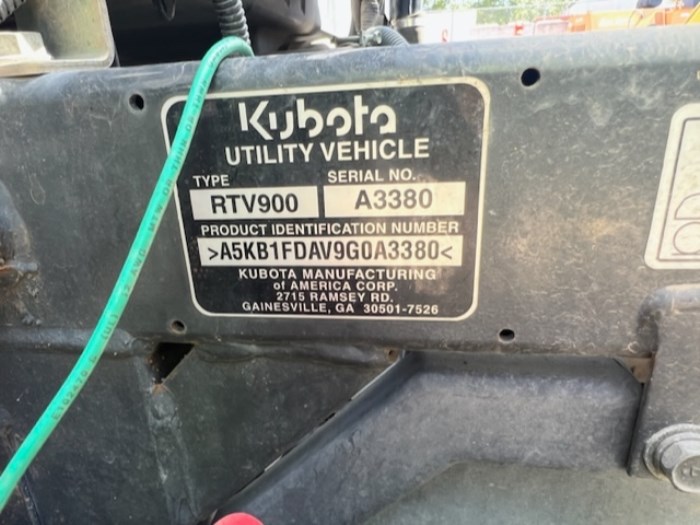 Kubota
UTILITY VEHICLE
TYPE SERIAL NO.
RTV900 A3380
PRODUCT IDENTIFICATION NUMBER
>A5KB1FDAV9G0A3380<
KUBOTA MANUFACTURING
of AMERICA CORP.
2715 RAMSEY RD.
GAINESVILLE, GA 30501-7526